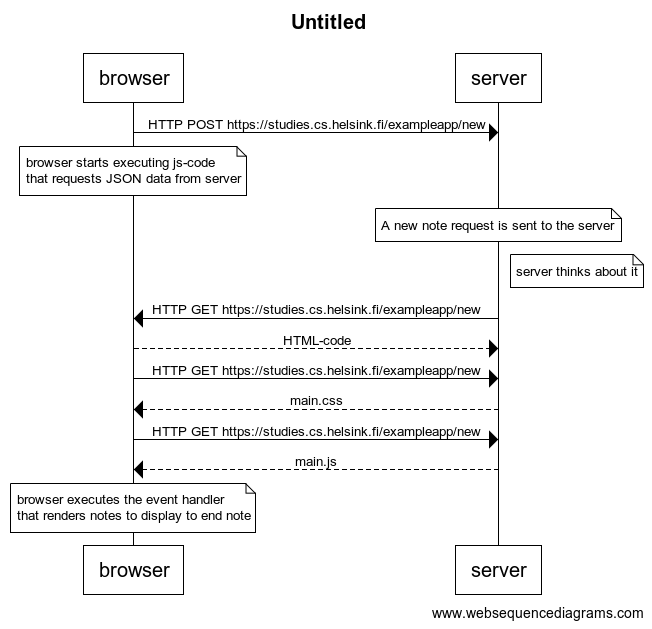 Untitled
browser
server
HTTP POST https://studies.cs.helsink.fi/exampleapp/new
browser starts executing js-code
that requests JSON data from server
A new note request is sent to the server
server thinks about it
HTTP GET https://studies.cs.helsink.fi/exampleapp/new
HTML-code
HTTP GET https://studies.cs.helsink.fi/exampleapp/new
main.css
HTTP GET https://studies.cs.helsink.fi/exampleapp/new
main.js
browser executes the event handler
that renders notes to display to end note
browser
server
www.websequencediagrams.com